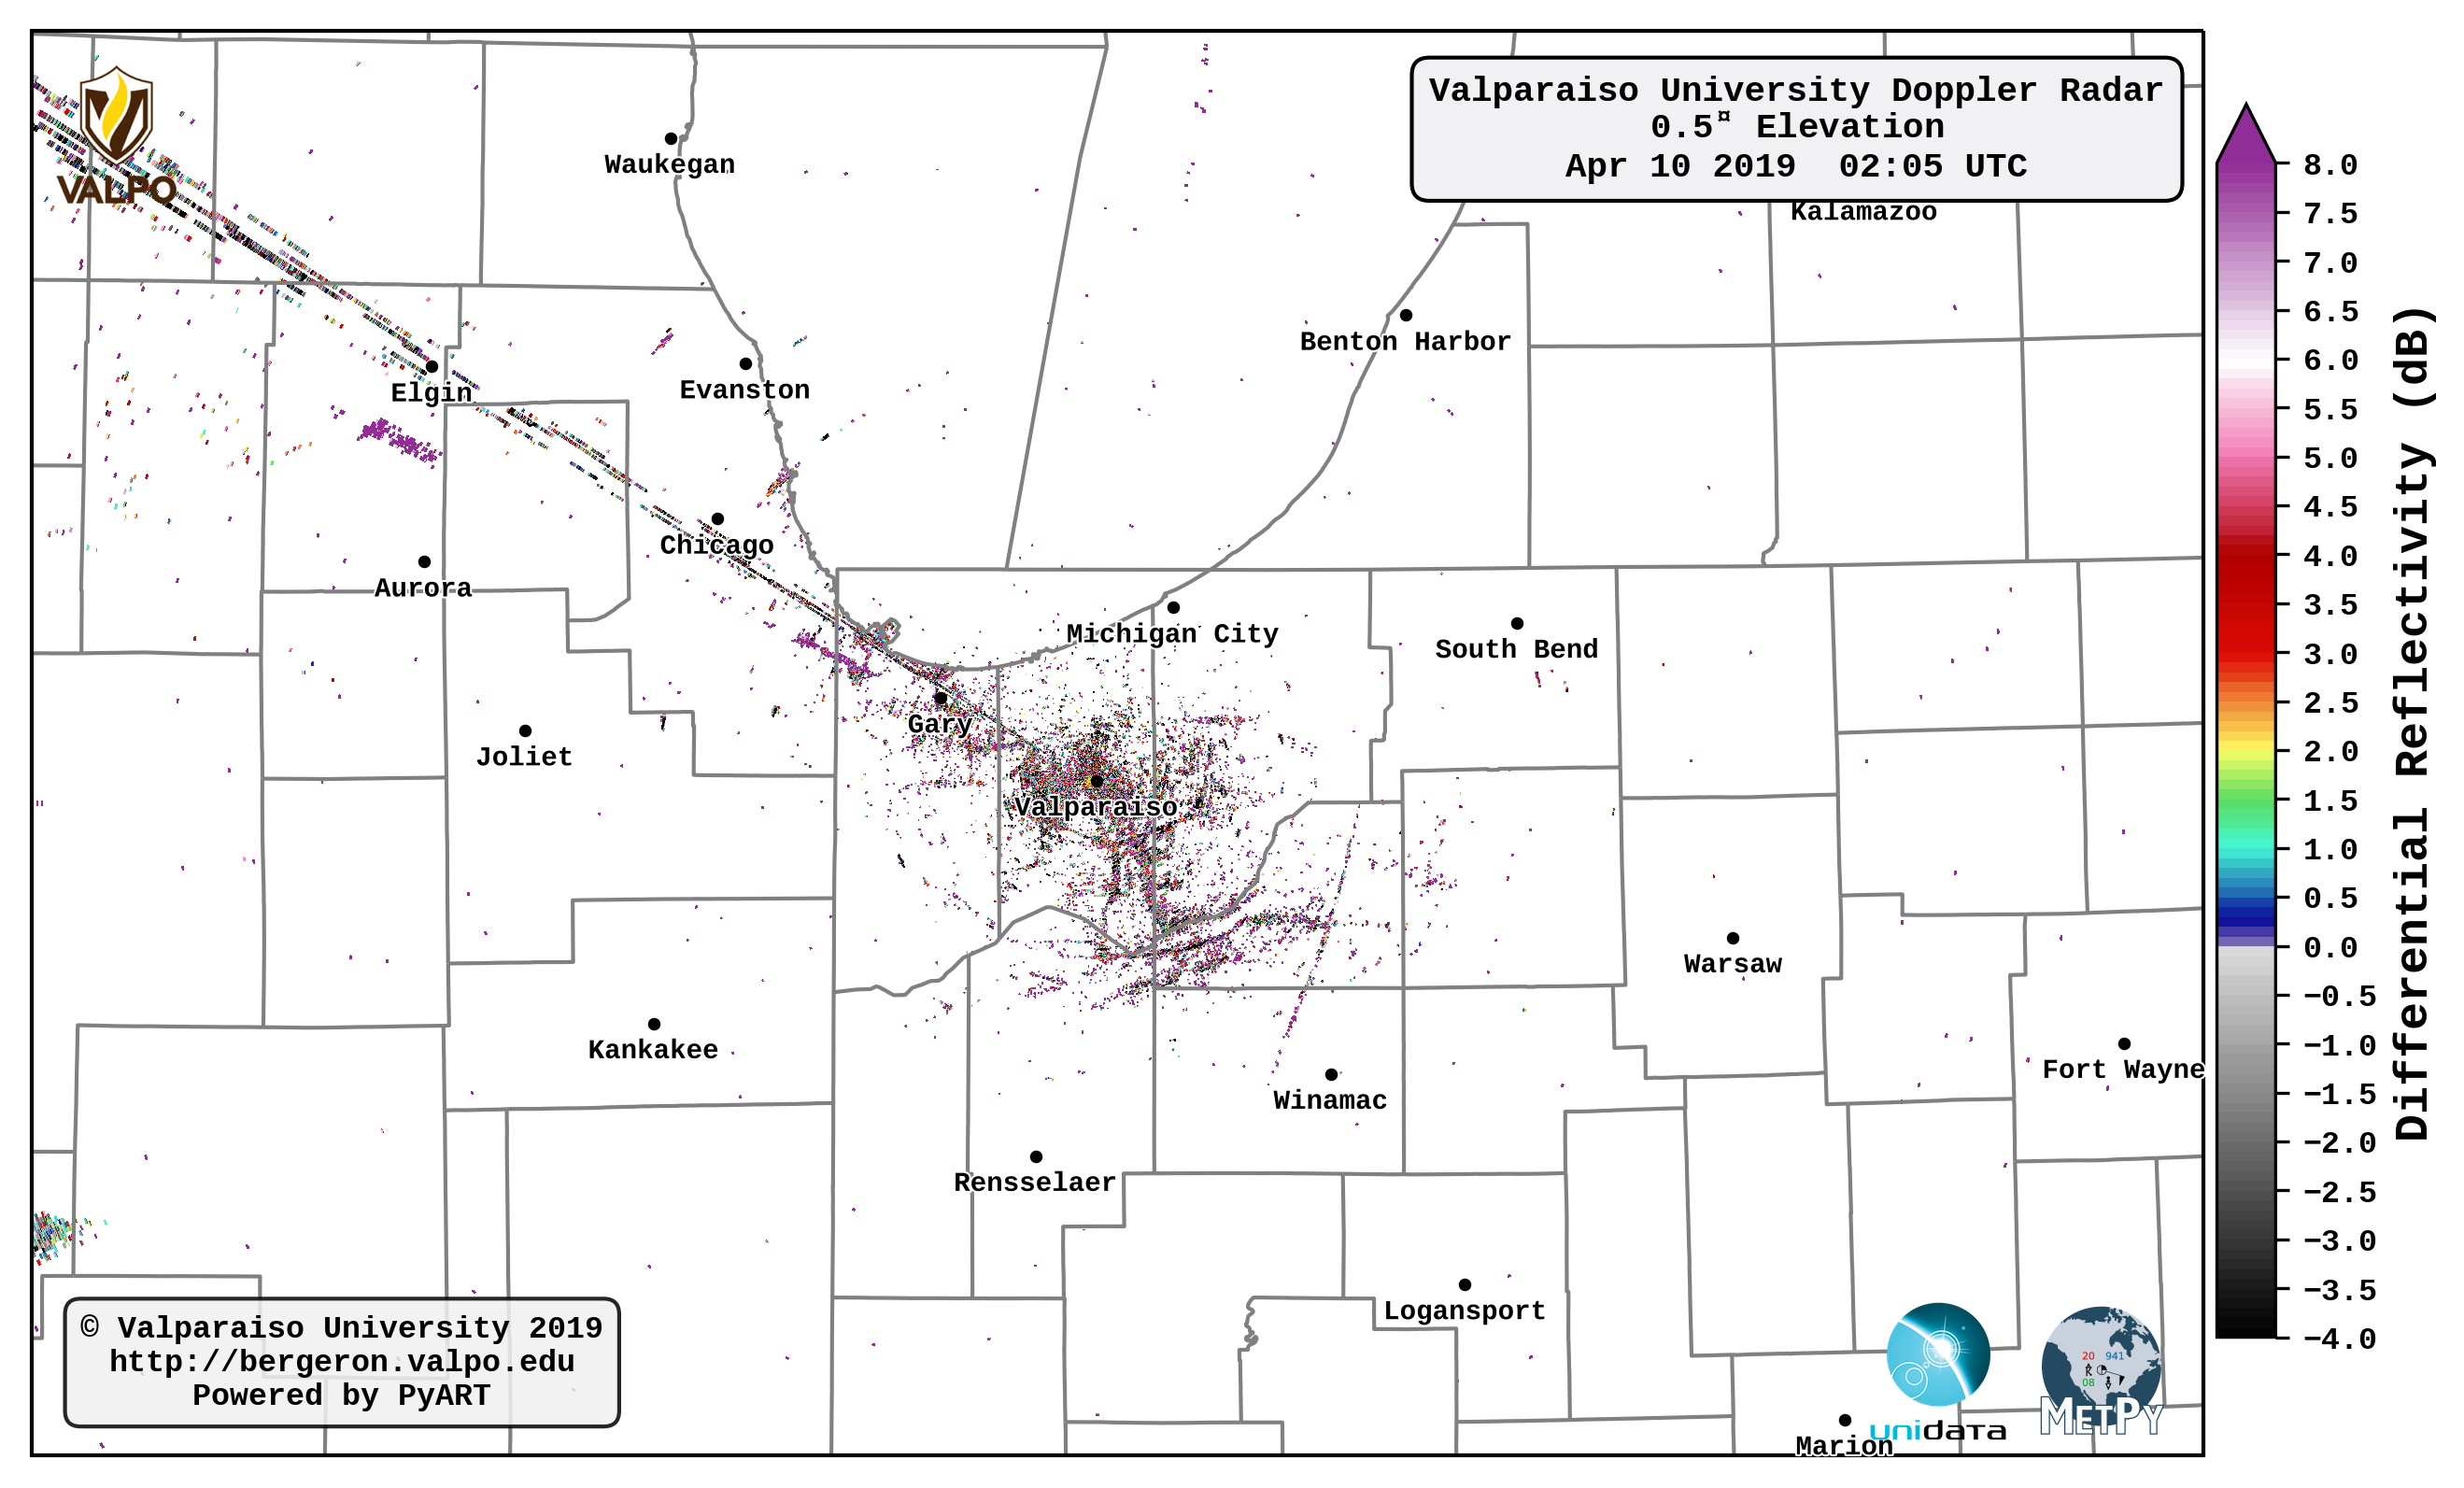 Valparaiso University Doppler Radar
0.5¤ Elevation
Apr 10 2019  02:05 UTC
VALPO
Waukegan
Kalamazoo
Benton Harbor
Elgin
Evanston
Chicago
Aurora
Michigan City
South Bend
Gary
Joliet
Valparaiso
Warsaw
Kankakee
Fort Wayne
Winamac
Rensselaer
Logansport
Marion
© Valparaiso University 2019
http://bergeron.valpo.edu
Powered by PyART
unidata
20 941
08
METPY
8.0
7.5
7.0
6.5
6.0
5.5
5.0
4.5
4.0
3.5
3.0
2.5
2.0
1.5
1.0
0.5
0.0
−0.5
−1.0
−1.5
−2.0
−2.5
−3.0
−3.5
−4.0
Differential Reflectivity (dB)